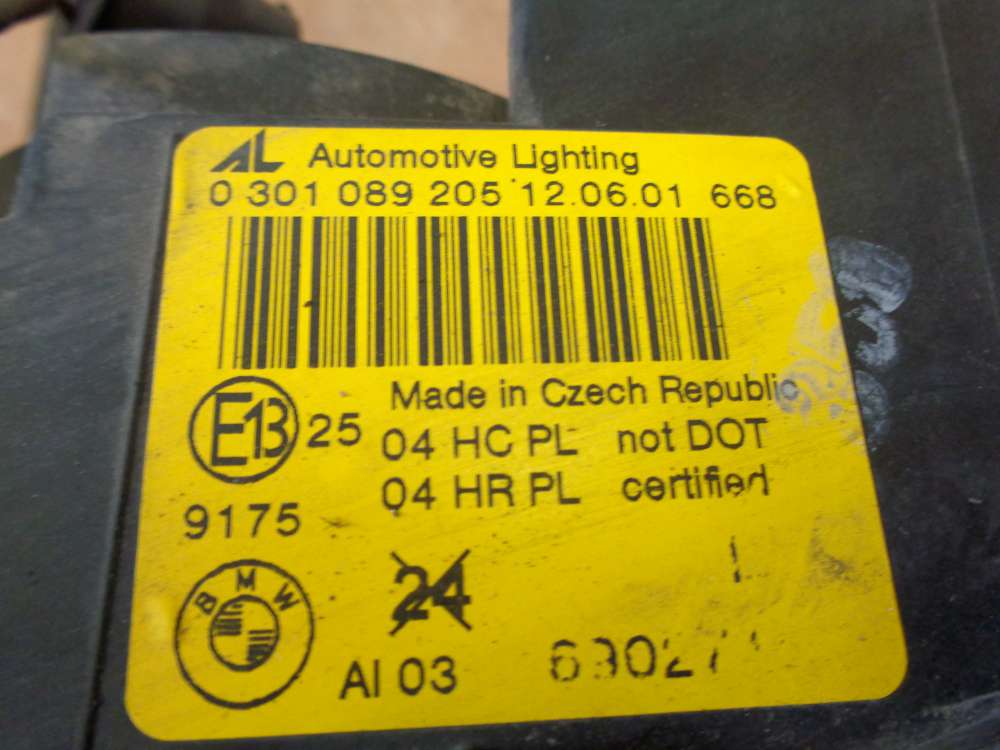 AL Automotive Lighting
0 301 089 205 12.06.01 668
Made in Czech Republic
E13 25 04 HC PL not DOT
04 HR PL certified
9175
24
BMW
AI 03